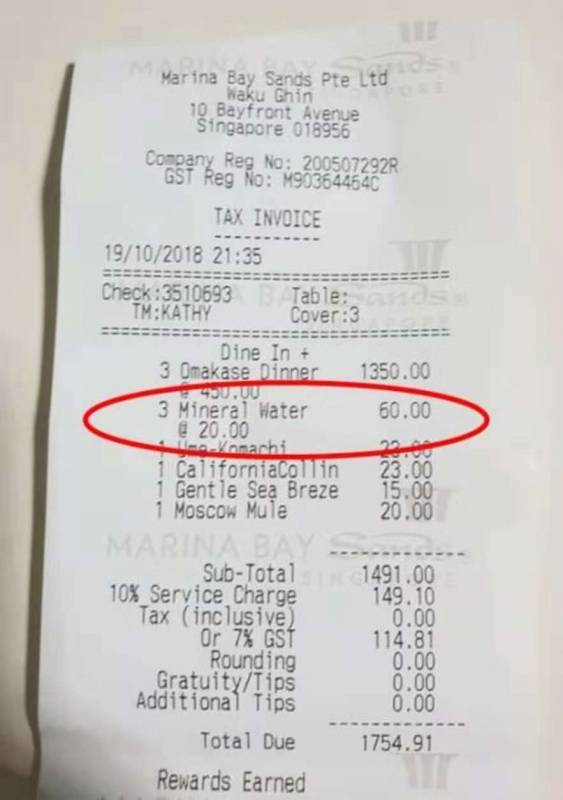 Marina Bay Sands Pte Ltd
Waku Ghin
10 Bayfront Avenue
Singapore 018956
Company Reg No: 200507292R
GST Reg No: M90364464C
TAX INVOICE
-----------
19/10/2018 21:35
Check:3510693 Table:
TM:KATHY Cover:3
Dine In +
3 Omakase Dinner 1350.00
@ 450.00
3 Mineral Water 60.00
@ 20.00
1 Ume-Komachi 23.00
1 CaliforniaCollin 23.00
1 Gentle Sea Breze 15.00
1 Moscow Mule 20.00
MARINA BAY Sands
SINGAPORE
Sub-Total 1491.00
10% Service Charge 149.10
Tax (inclusive) 0.00
Or 7% GST 114.81
Rounding 0.00
Gratuity/Tips 0.00
Additional Tips 0.00
Total Due 1754.91
Rewards Earned